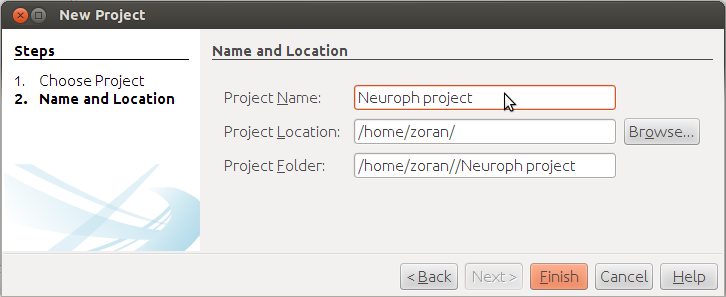 New Project
Steps
1. Choose Project
2. Name and Location
Name and Location
Project Name: Neuroph project
Project Location: /home/zoran/ Browse...
Project Folder: /home/zoran//Neuroph project
< Back Next > Finish Cancel Help